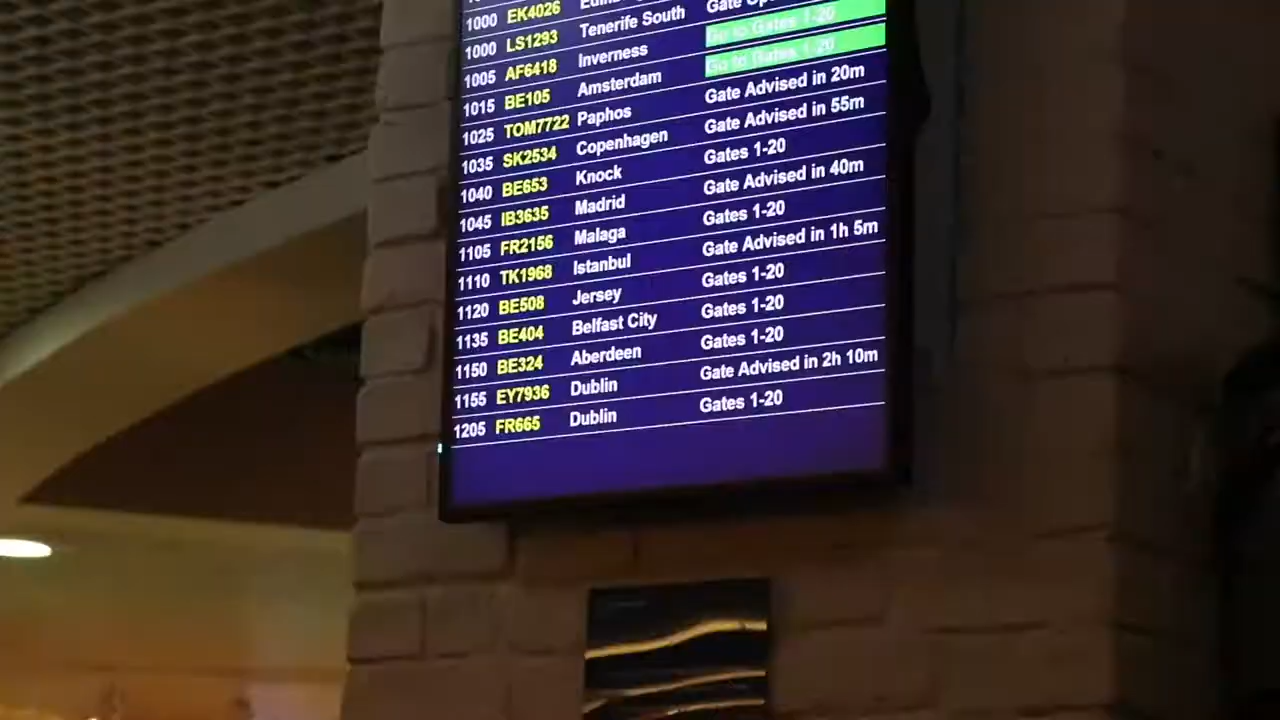 1000 EK4026
1000 LS1293 Tenerife South Gate
1005 AF6418 Inverness Go to Gates 1-20
1015 BE105 Amsterdam Go to Gates 1-20
1025 TOM7722 Paphos Gate Advised in 20m
1035 SK2534 Copenhagen Gate Advised in 55m
1040 BE653 Knock Gates 1-20
1045 IB3635 Madrid Gate Advised in 40m
1105 FR2156 Malaga Gates 1-20
1110 TK1968 Istanbul Gate Advised in 1h 5m
1120 BE508 Jersey Gates 1-20
1135 BE404 Belfast City Gates 1-20
1150 BE324 Aberdeen Gates 1-20
1155 EY7936 Dublin Gate Advised in 2h 10m
1205 FR665 Dublin Gates 1-20